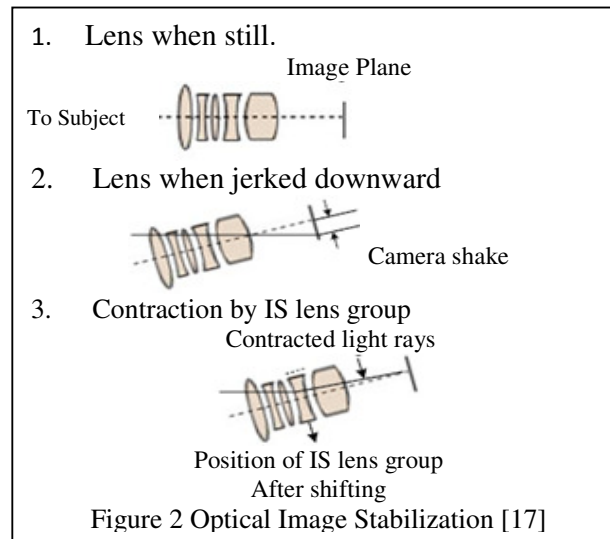 1. Lens when still.
Image Plane
To Subject
2. Lens when jerked downward
Camera shake
3. Contraction by IS lens group
Contracted light rays
Position of IS lens group
After shifting
Figure 2 Optical Image Stabilization [17]